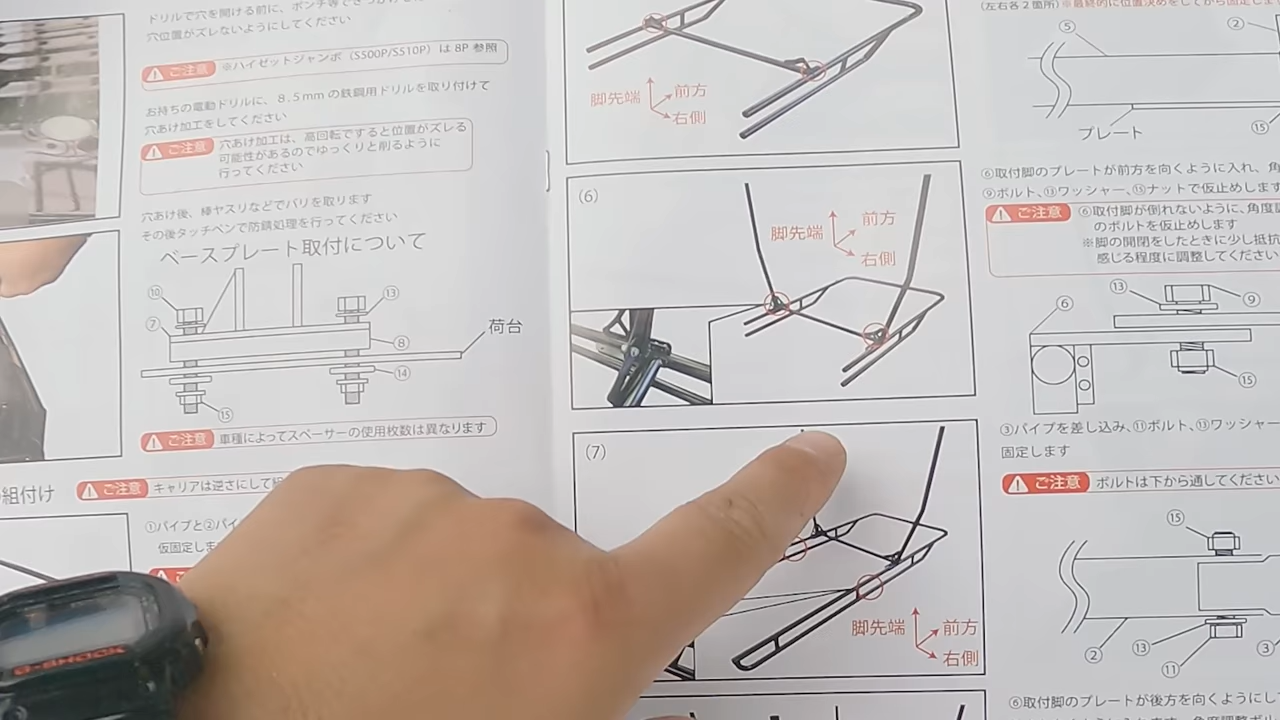 ドリルで穴を開ける前に、ポンチ等で
穴位置がズレないようにしてください
ご注意 ※ハイゼットジャンボ（S500P/S510P）は 8P 参照
お持ちの電動ドリルに、8.5mm の鉄鋼用ドリルを取り付けて
穴あけ加工をしてください
ご注意 穴あけ加工は、高回転ですると位置がズレる
可能性があるのでゆっくりと削るように
行ってください
穴あけ後、棒ヤスリなどでバリを取ります
その後タッチペンで防錆処理を行ってください
ベースプレート取付について
⑩
⑬
⑦
⑧
荷台
⑭
⑮
ご注意 車種によってスペーサーの使用枚数は異なります
組付け
ご注意 キャリアは逆さにして
①パイプと②パイ
仮固定しま
G-SHOCK
脚先端
前方
右側
(6)
脚先端
前方
右側
(7)
脚先端
前方
右側
(左右各２箇所) ※最終的に位置決めをしてから固定しま
⑤
②
プレート
⑮
⑥取付脚のプレートが前方を向くように入れ、角
⑨ボルト、⑬ワッシャー、⑮ナットで仮止めします
ご注意 ⑥取付脚が倒れないように、角度調
のボルトを仮止めします
※脚の開閉をしたときに少し抵抗
感じる程度に調整してください
⑬
⑥
⑨
⑮
③パイプを差し込み、⑪ボルト、⑬ワッシャー
固定します
ご注意 ボルトは下から通してください
⑮
②
⑬
⑪
③
⑥取付脚のプレートが後方を向くようにし